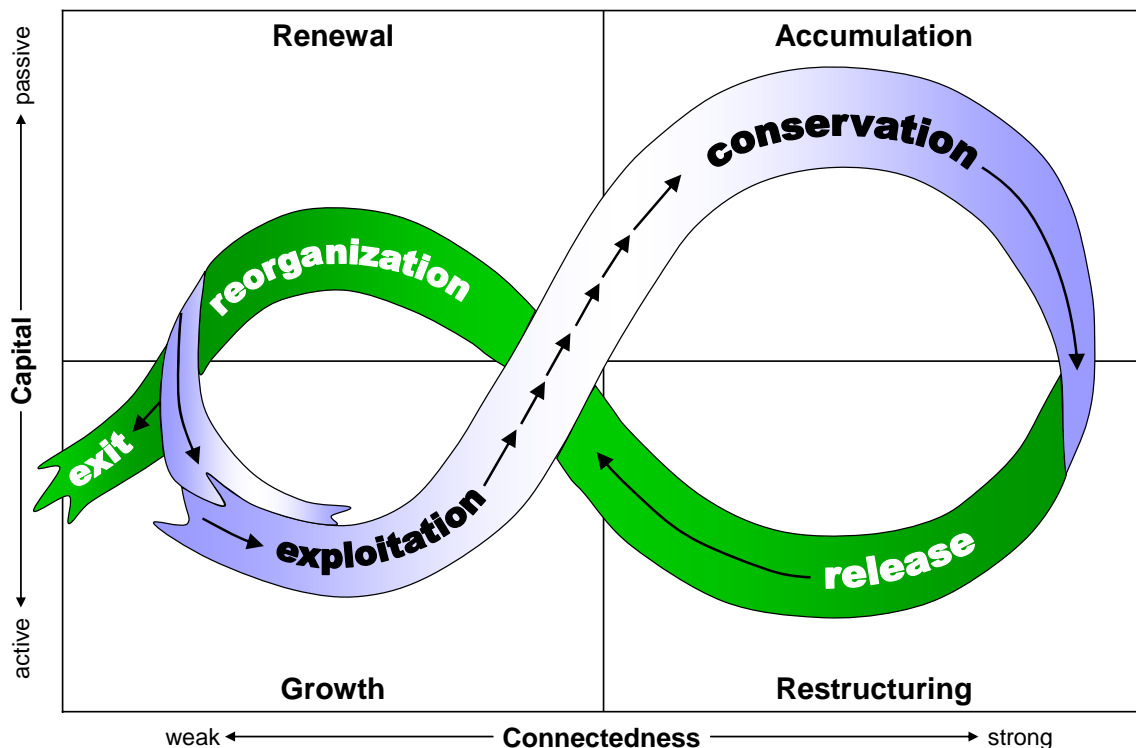 Renewal
Accumulation
passive
conservation
reorganization
Capital
exit
exploitation
release
active
Growth
Restructuring
weak
Connectedness
strong